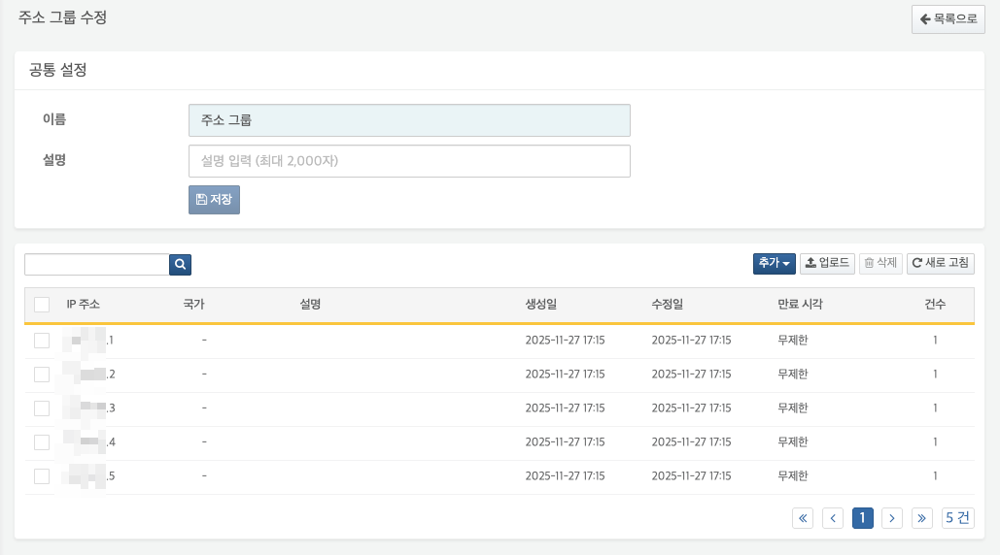 주소 그룹 수정
목록으로
공통 설정
이름 주소 그룹
설명 설명 입력 (최대 2,000자)
저장
추가 업로드 삭제 새로 고침
IP 주소 국가 설명 생성일 수정일 만료 시각 건수
.1 - 2025-11-27 17:15 2025-11-27 17:15 무제한 1
.2 - 2025-11-27 17:15 2025-11-27 17:15 무제한 1
.3 - 2025-11-27 17:15 2025-11-27 17:15 무제한 1
.4 - 2025-11-27 17:15 2025-11-27 17:15 무제한 1
.5 - 2025-11-27 17:15 2025-11-27 17:15 무제한 1
« ‹ 1 › » 5 건